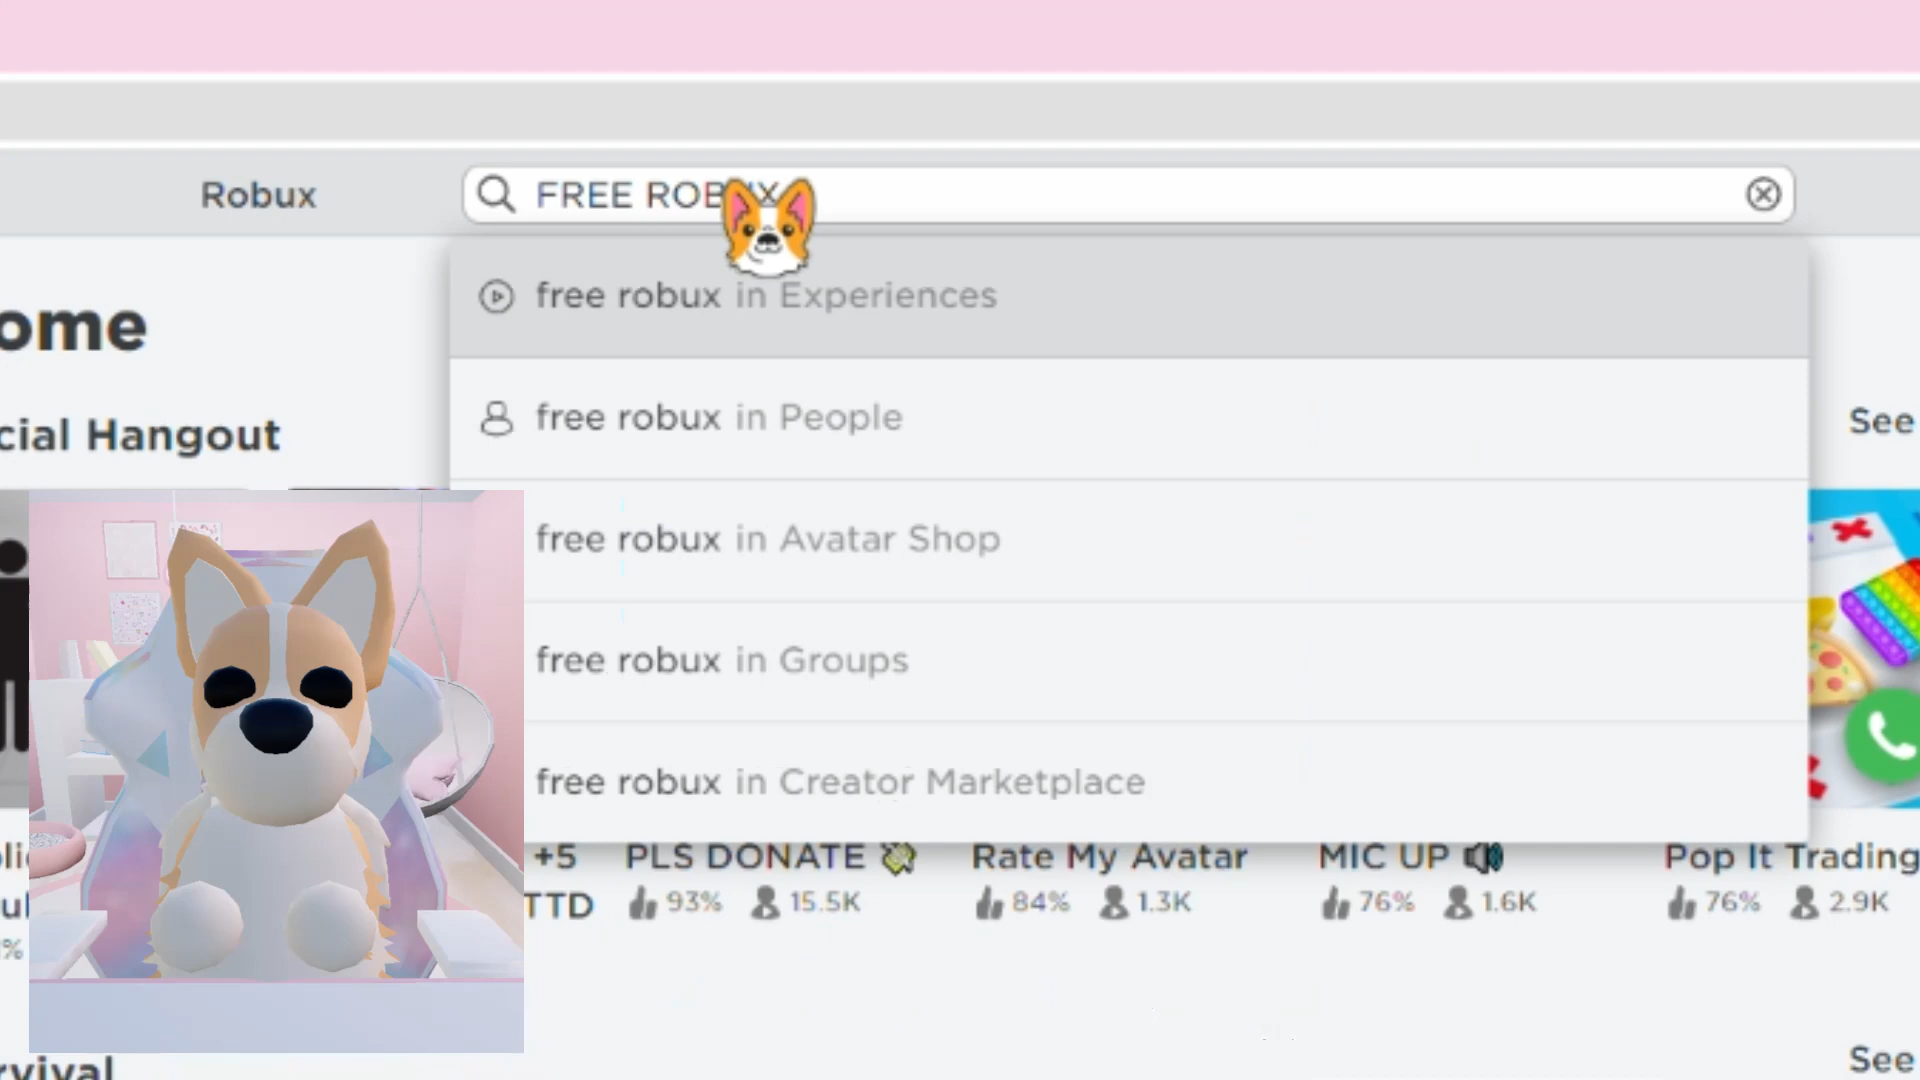 Robux
FREE ROBUX
ome
free robux in Experiences
free robux in People
cial Hangout
See
free robux in Avatar Shop
free robux in Groups
free robux in Creator Marketplace
+5
TTD
PLS DONATE
93% 15.5K
Rate My Avatar
84% 1.3K
MIC UP
76% 1.6K
Pop It Trading
76% 2.9K
%
rvival
See